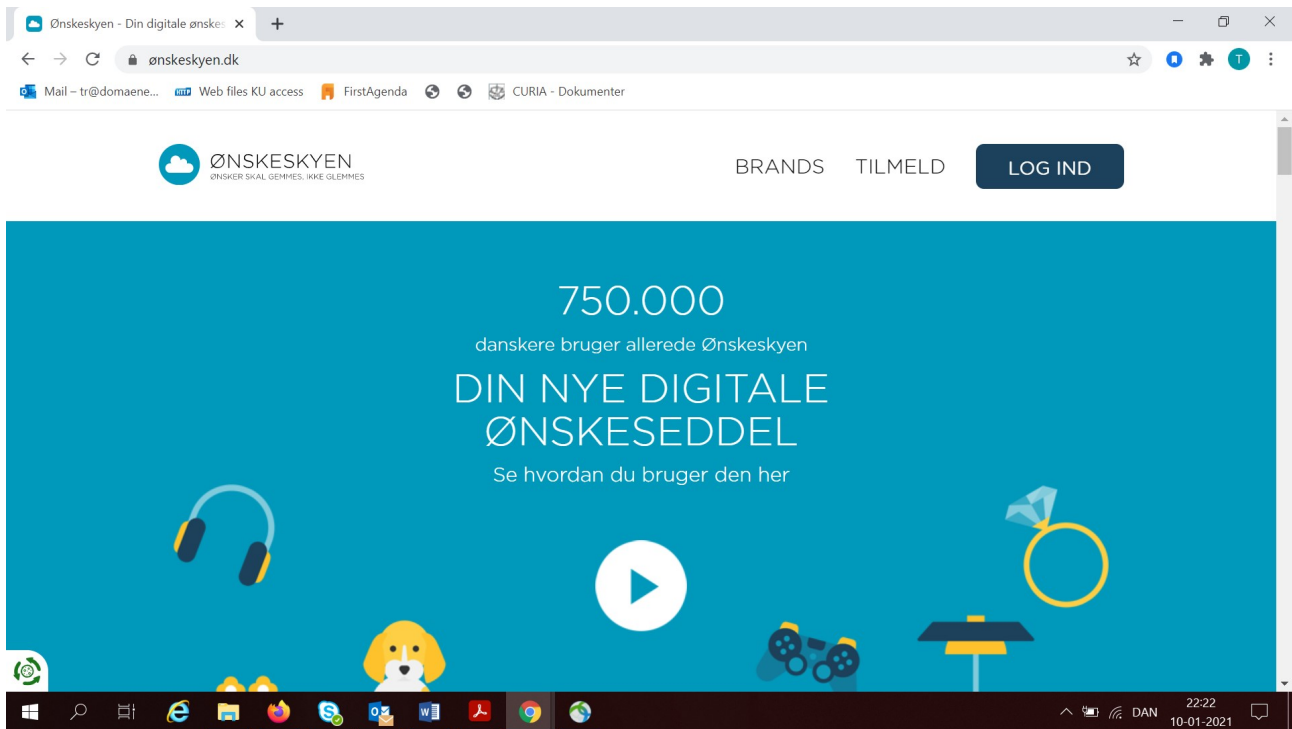 Ønskeskyen - Din digitale ønskes
ønskeskyen.dk
T
Mail – tr@domaene...
Web files KU access
FirstAgenda
CURIA - Dokumenter
ØNSKESKYEN
ØNSKER SKAL GEMMES, IKKE GLEMMES
BRANDS
TILMELD
LOG IND
750.000
danskere bruger allerede Ønskeskyen
DIN NYE DIGITALE
ØNSKESEDDEL
Se hvordan du bruger den her
DAN
22:22
10-01-2021